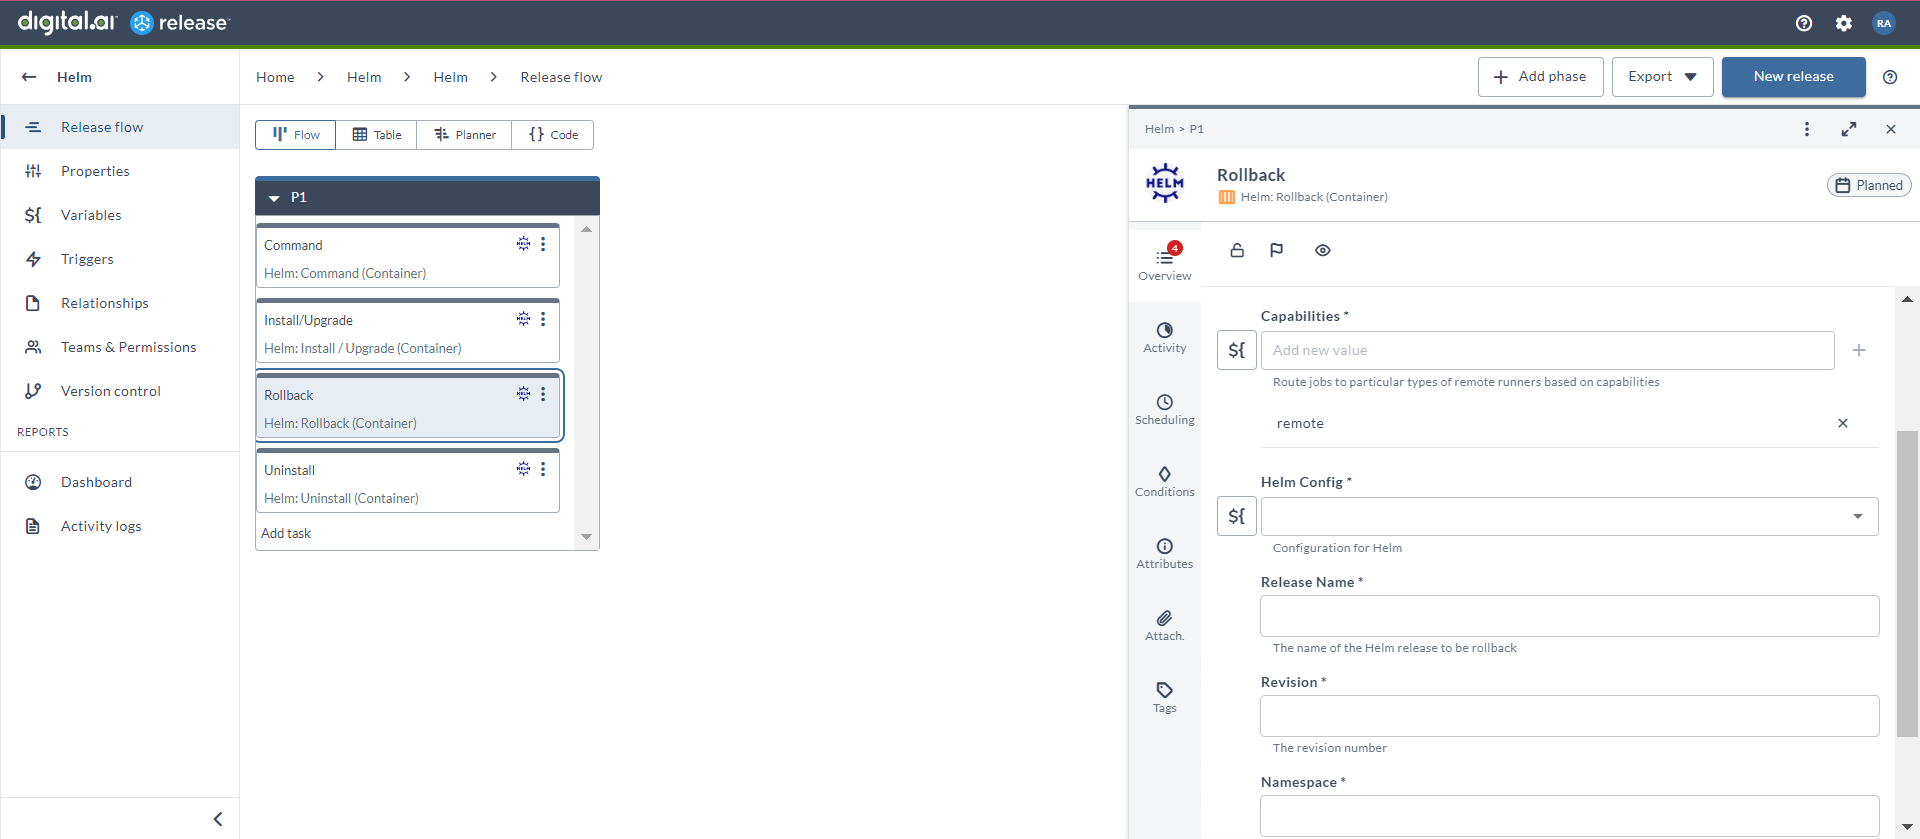 digital.ai release
RA
Helm
Home > Helm > Helm > Release flow
Add phase
Export
New release
Release flow
Properties
Variables
Triggers
Relationships
Teams & Permissions
Version control
REPORTS
Dashboard
Activity logs
Flow
Table
Planner
{ } Code
P1
Command
HELM
Helm: Command (Container)
Install/Upgrade
HELM
Helm: Install / Upgrade (Container)
Rollback
HELM
Helm: Rollback (Container)
Uninstall
HELM
Helm: Uninstall (Container)
Add task
Helm > P1
HELM
Rollback
Helm: Rollback (Container)
Planned
4
Overview
Activity
Scheduling
Conditions
Attributes
Attach.
Tags
Capabilities *
${
Add new value
Route jobs to particular types of remote runners based on capabilities
remote
Helm Config *
${
Configuration for Helm
Release Name *
The name of the Helm release to be rollback
Revision *
The revision number
Namespace *